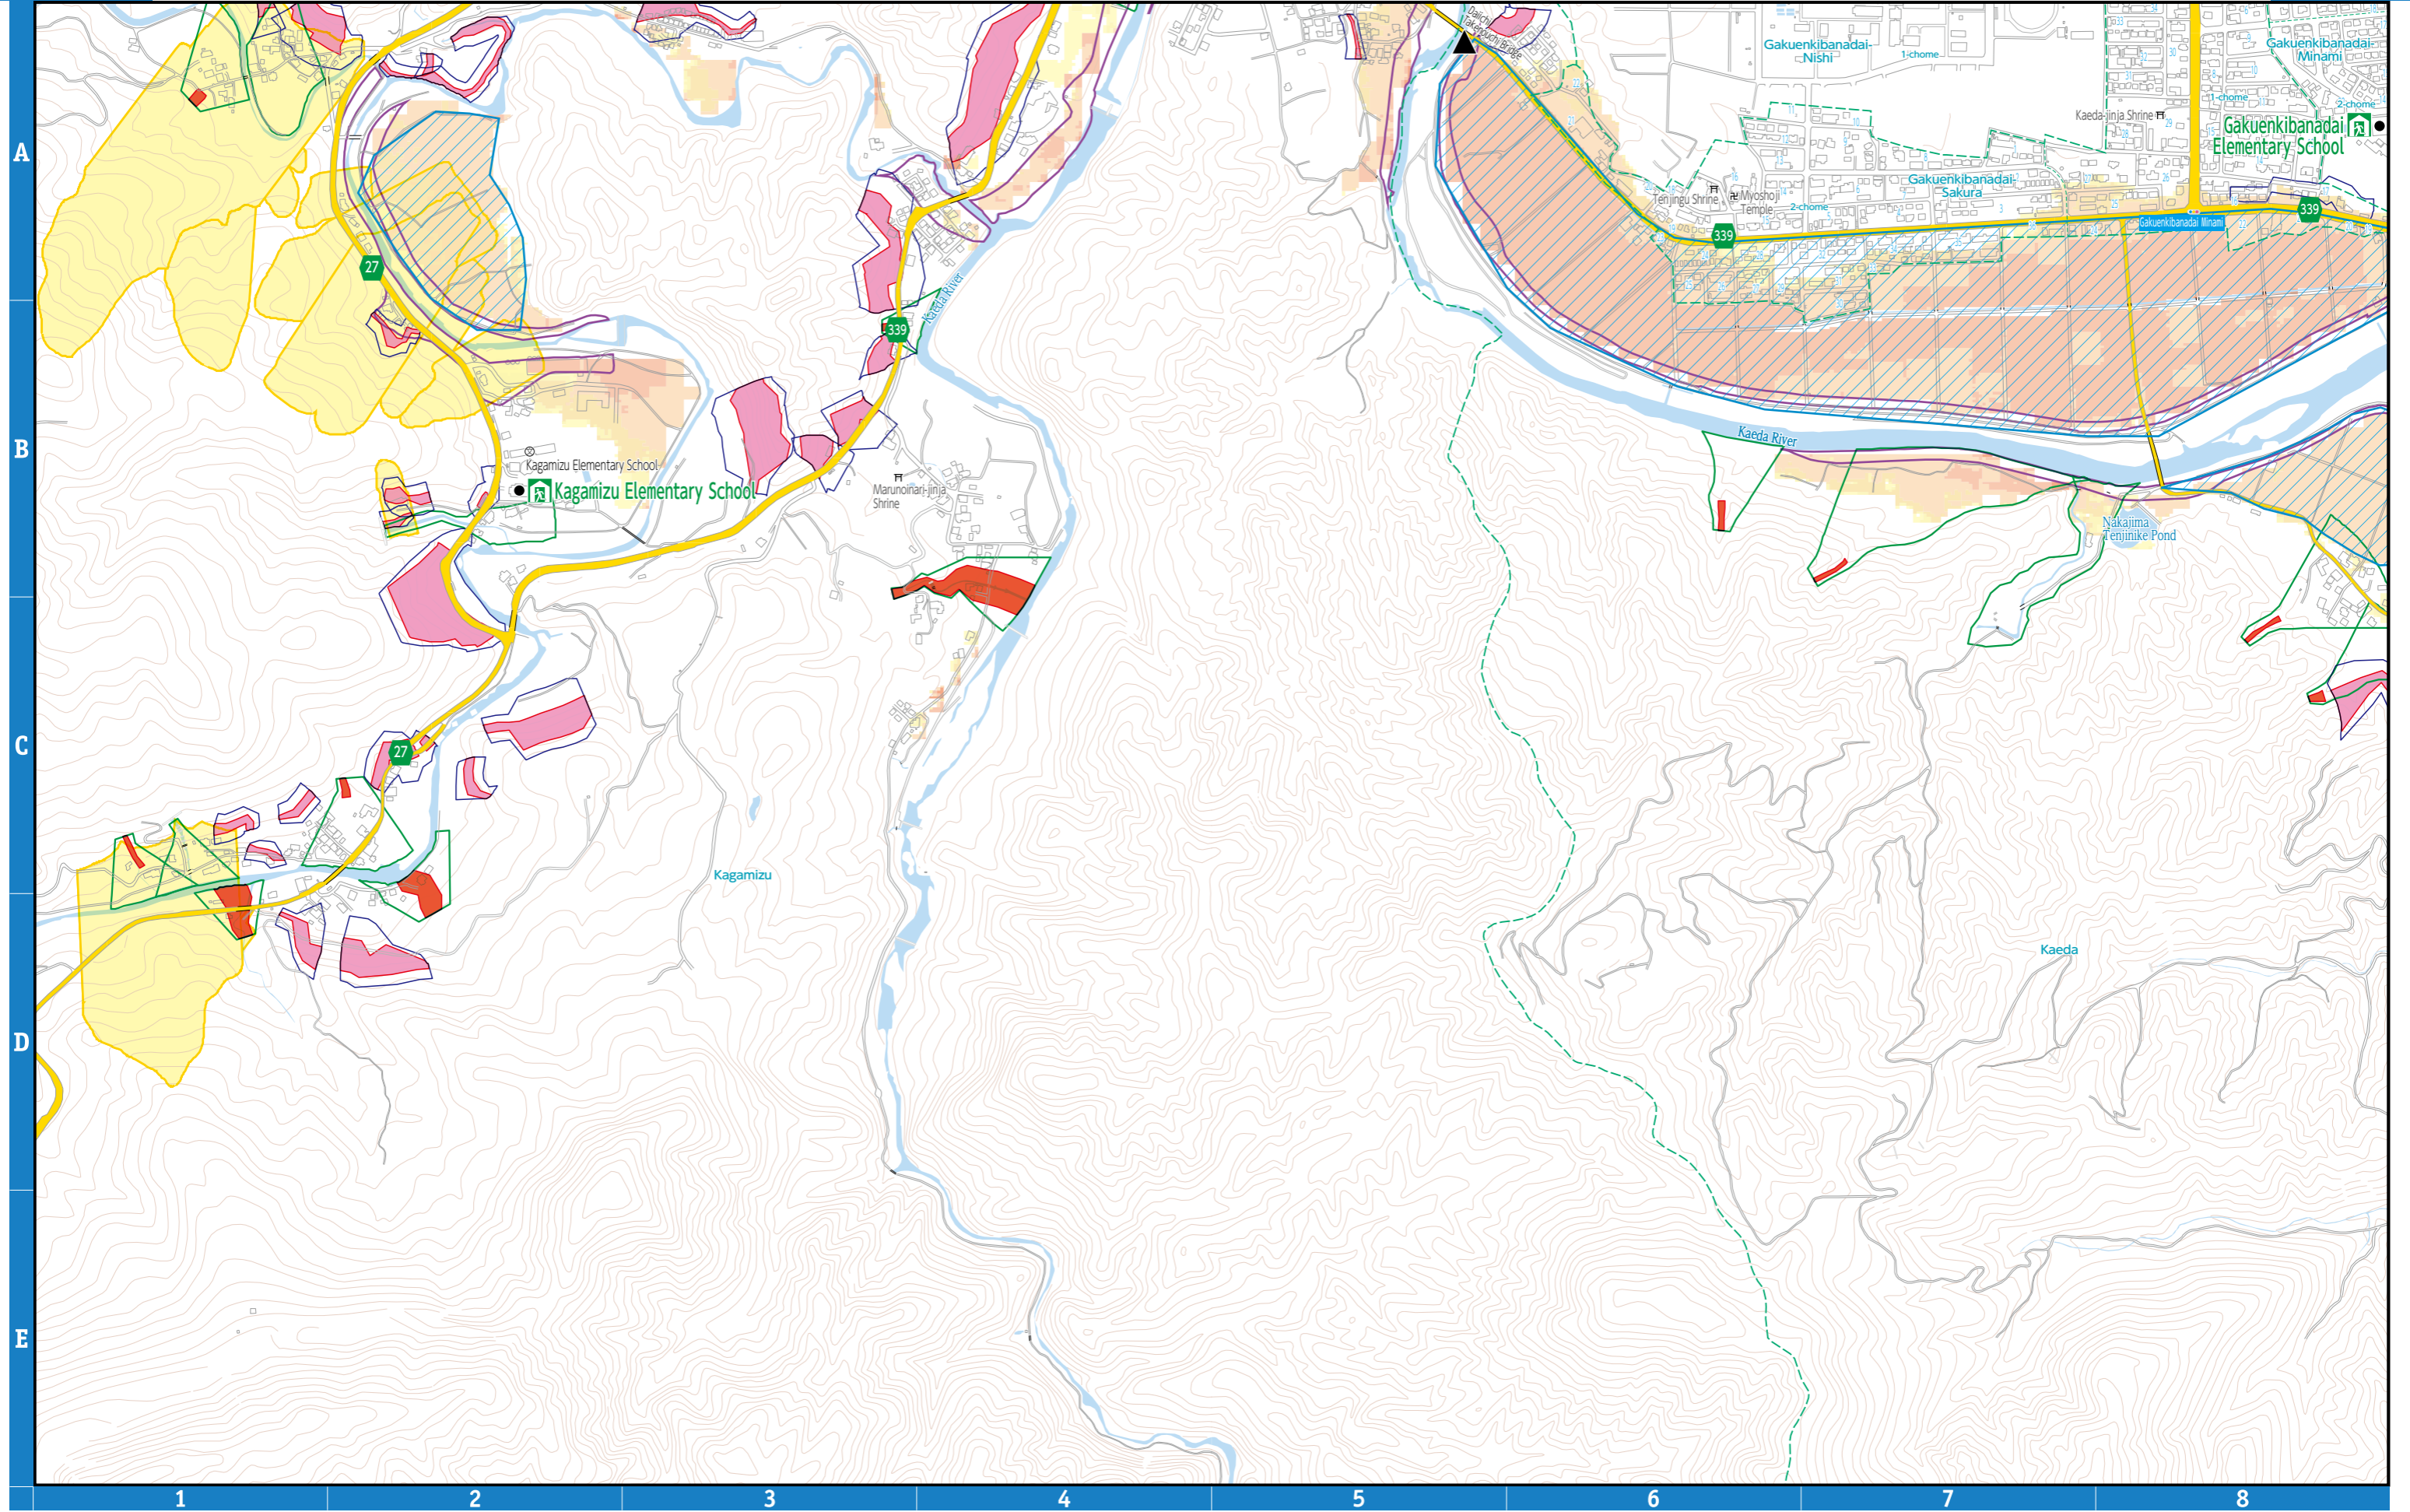 Daiichi
Takenouchi Bridge
Gakuenkibanadai-
Nishi
1-chome
Gakuenkibanadai-
Minami
1-chome
2-chome
Kaeda-jinja Shrine
Gakuenkibanadai
Elementary School
A
Gakuenkibanadai-
Sakura
Tenjingu Shrine
Myoshoji
Temple
2-chome
339
339
Gakuenkibanadai Minami
27
Kaeda River
339
B
Kaeda River
Kagamizu Elementary School
Kagamizu Elementary School
Marunoinari-jinja
Shrine
Nakajima
Tenjinike Pond
C
27
Kagamizu
Kaeda
D
E
1
2
3
4
5
6
7
8